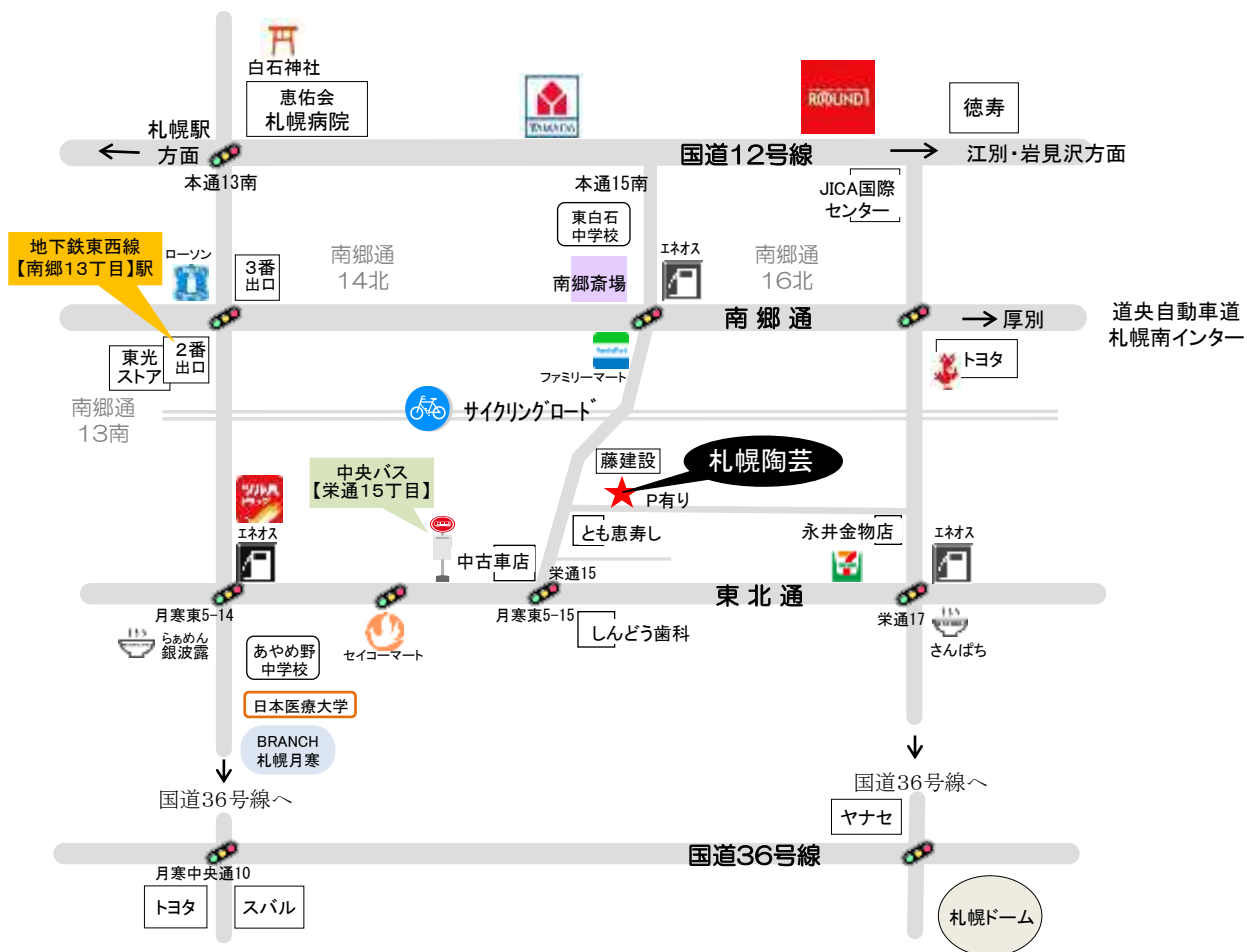 白石神社
恵佑会
札幌病院
YAMADA
ROUND1
徳寿
札幌駅
方面
国道12号線
江別・岩見沢方面
本通13南
本通15南
JICA国際
センター
東白石
中学校
地下鉄東西線
【南郷13丁目】駅
ローソン
3番
出口
南郷通
14北
南郷斎場
エネオス
南郷通
16北
南郷通
厚別
道央自動車道
札幌南インター
東光
ストア
2番
出口
FamilyMart
ファミリーマート
トヨタ
南郷通
13南
サイクリングロード
藤建設
札幌陶芸
P有り
中央バス
【栄通15丁目】
ツルハ
ドラッグ
エネオス
中古車店
とも恵寿し
永井金物店
エネオス
栄通15
東北通
月寒東5-14
月寒東5-15
栄通17
らぁめん
銀波露
あやめ野
中学校
セイコーマート
しんどう歯科
さんぱち
日本医療大学
BRANCH
札幌月寒
国道36号線へ
国道36号線へ
ヤナセ
国道36号線
月寒中央通10
トヨタ
スバル
札幌ドーム